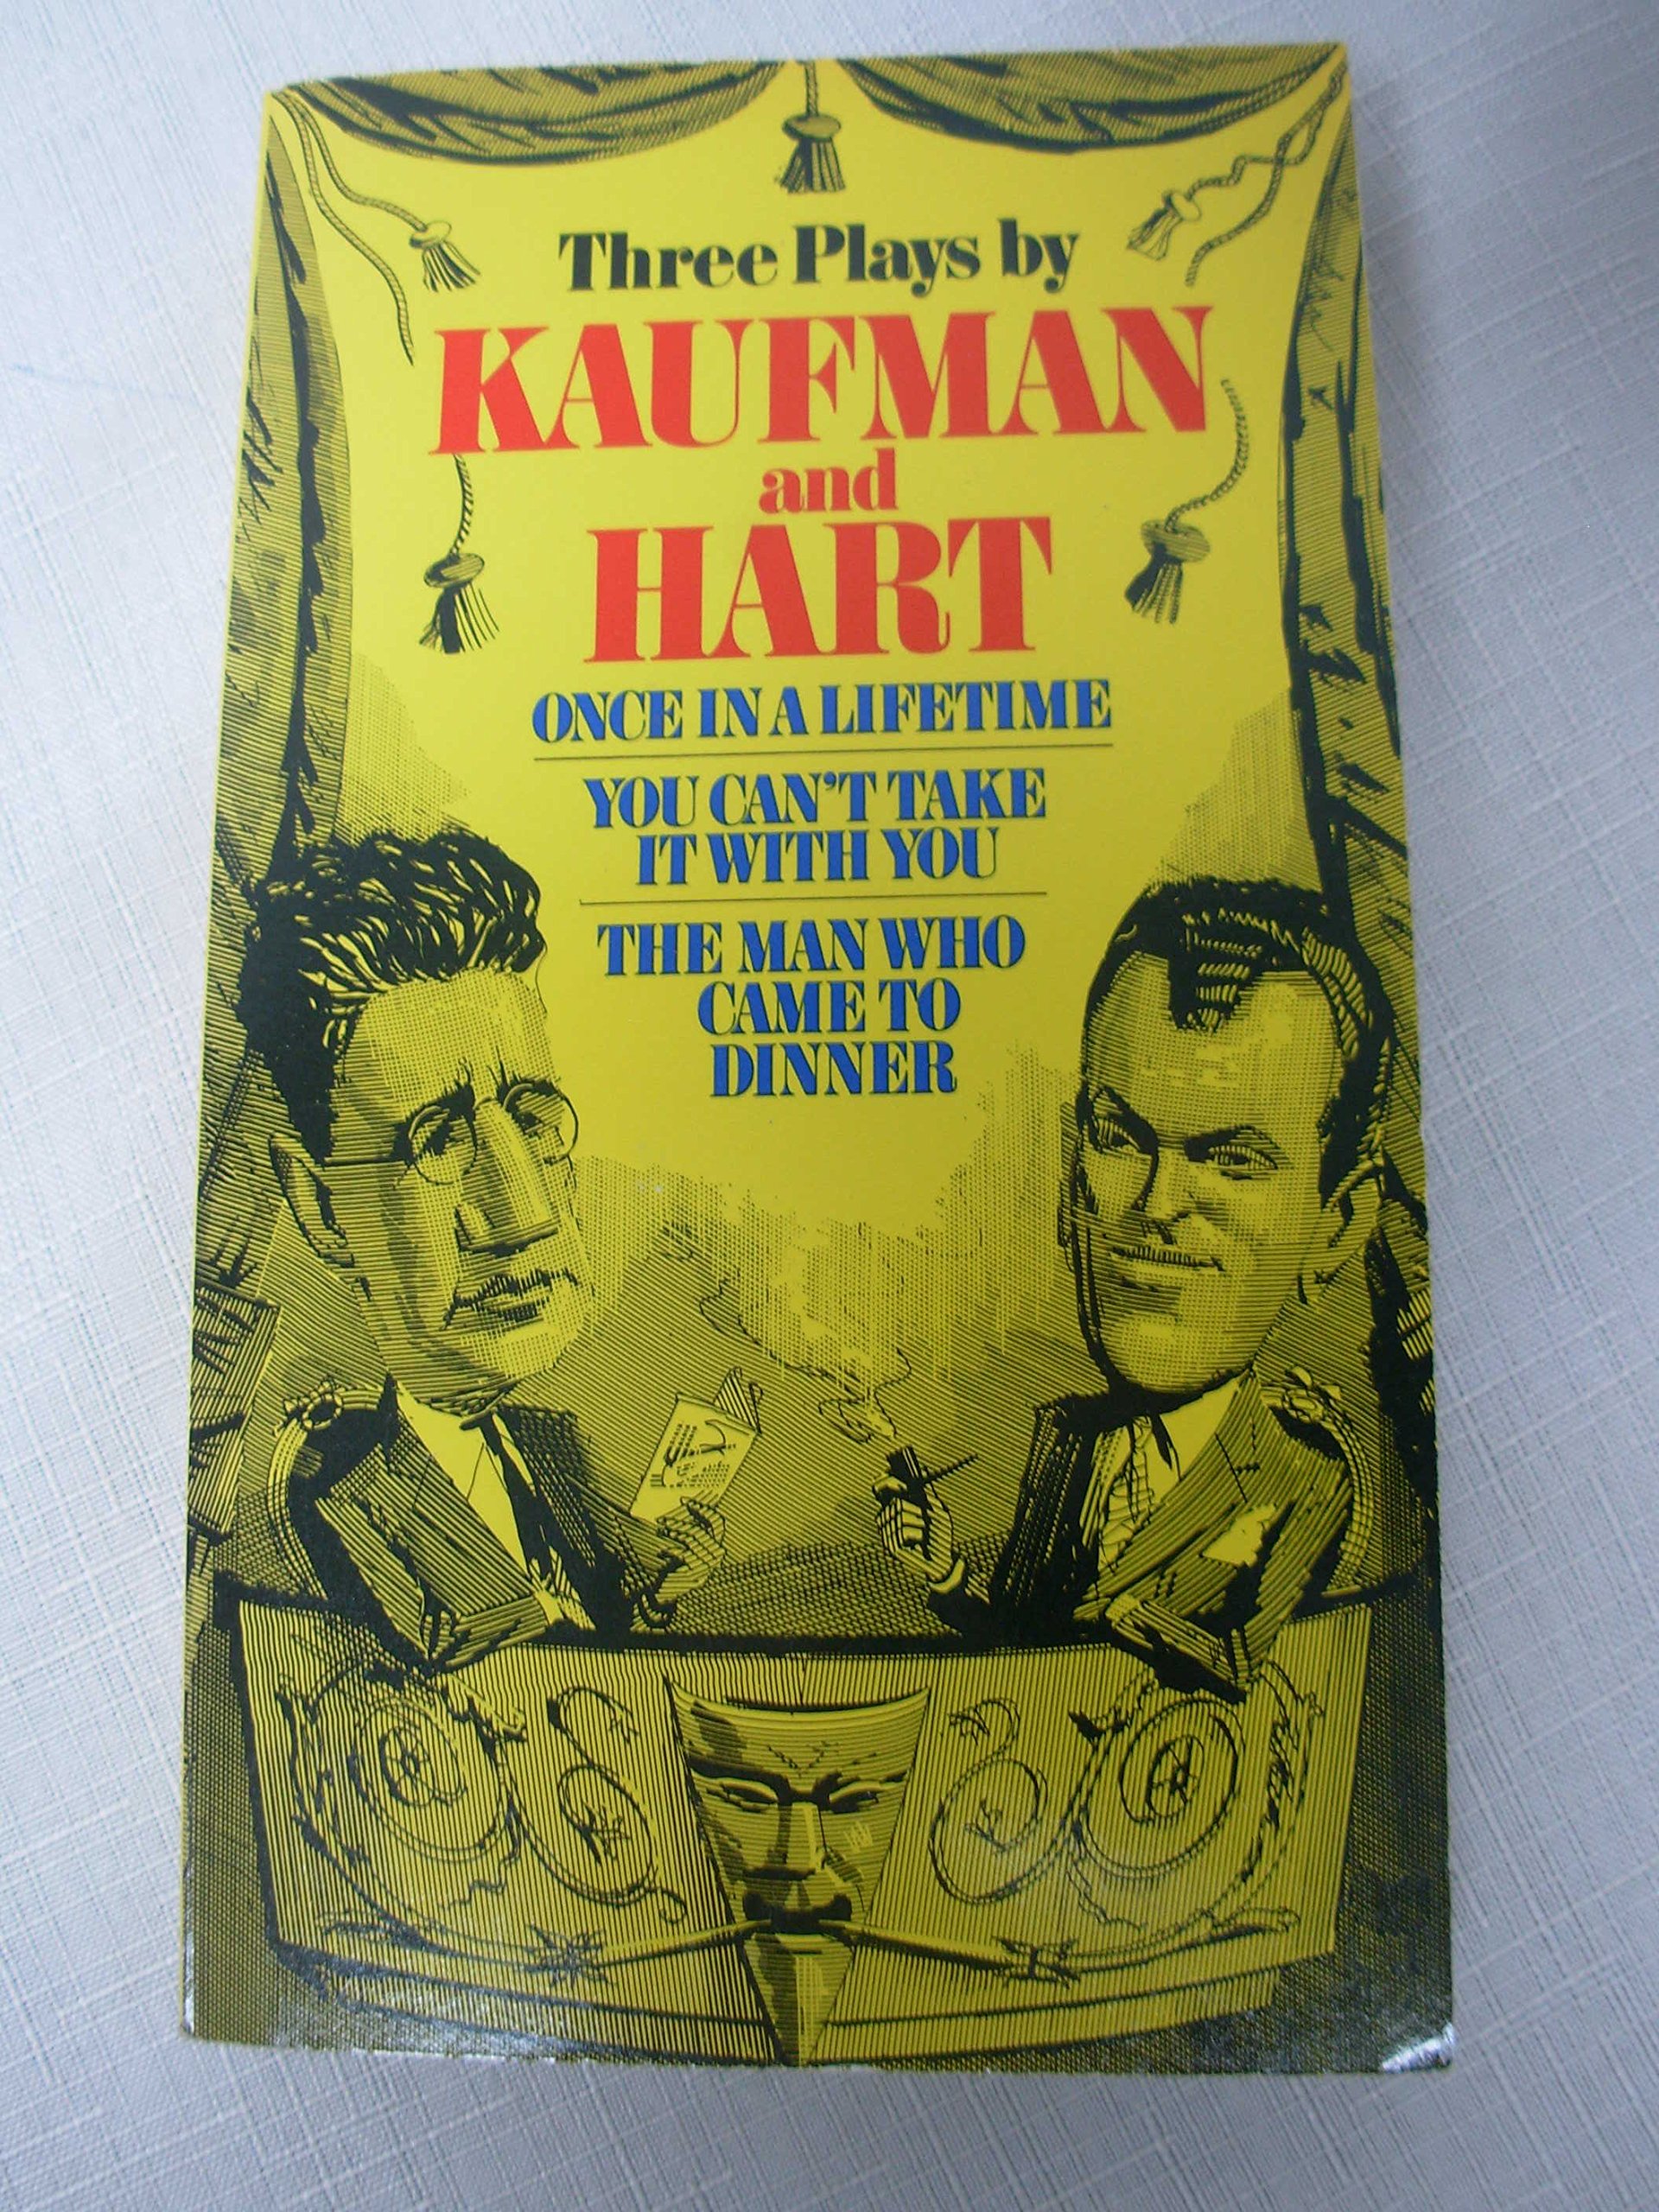 Three Plays by
KAUFMAN
and
HART
ONCE IN A LIFETIME
YOU CAN'T TAKE
IT WITH YOU
THE MAN WHO
CAME TO
DINNER